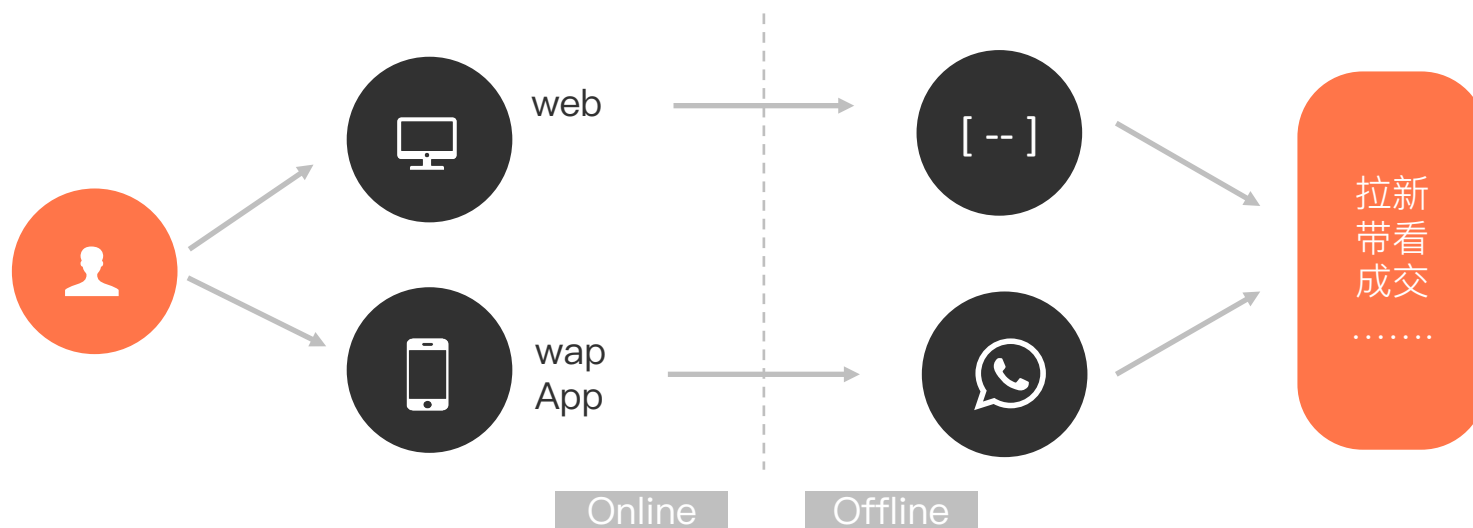 web
[ -- ]
wap
App
拉新
带看
成交
.......
Online
Offline